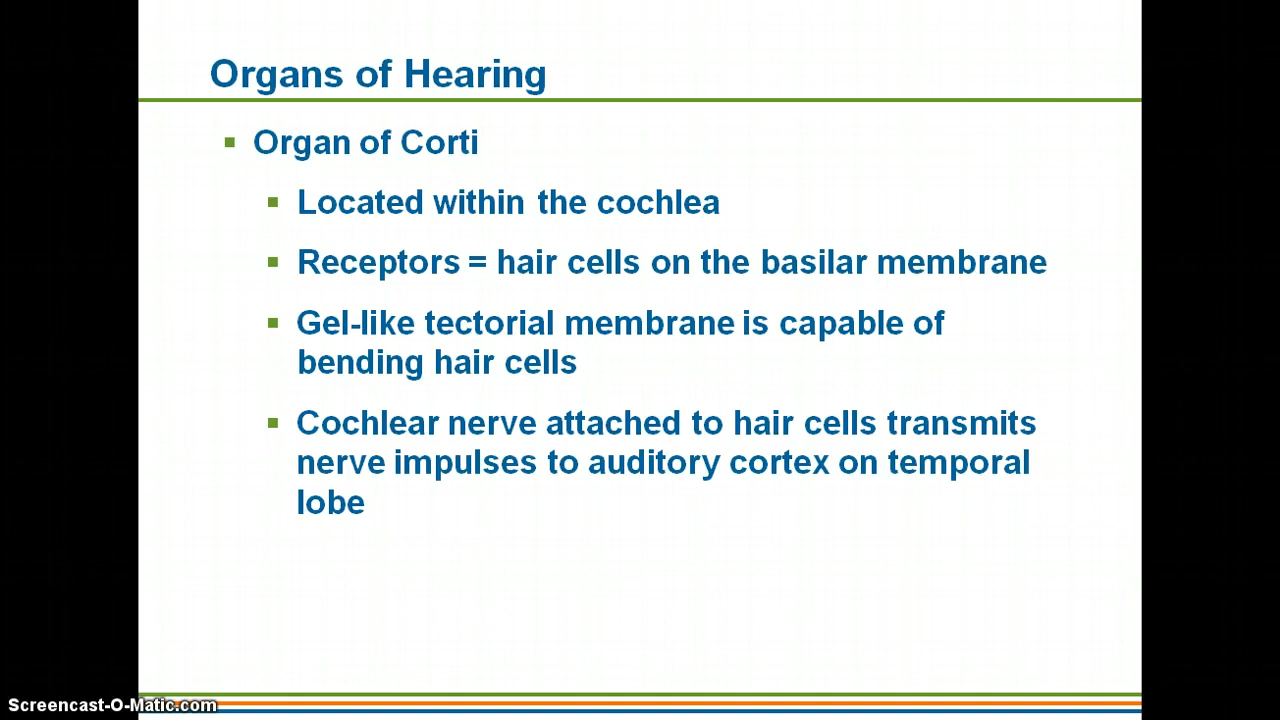 Organs of Hearing
Organ of Corti
Located within the cochlea
Receptors = hair cells on the basilar membrane
Gel-like tectorial membrane is capable of
bending hair cells
Cochlear nerve attached to hair cells transmits
nerve impulses to auditory cortex on temporal
lobe
Screencast-O-Matic.com